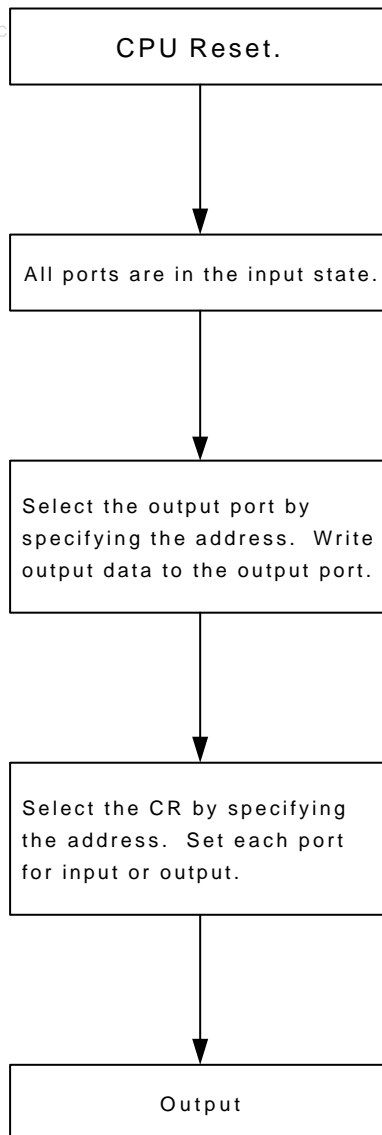 CPU Reset.
All ports are in the input state.
Select the output port by
specifying the address.  Write
output data to the output port.
Select the CR by specifying
the address.  Set each port
for input or output.
Output